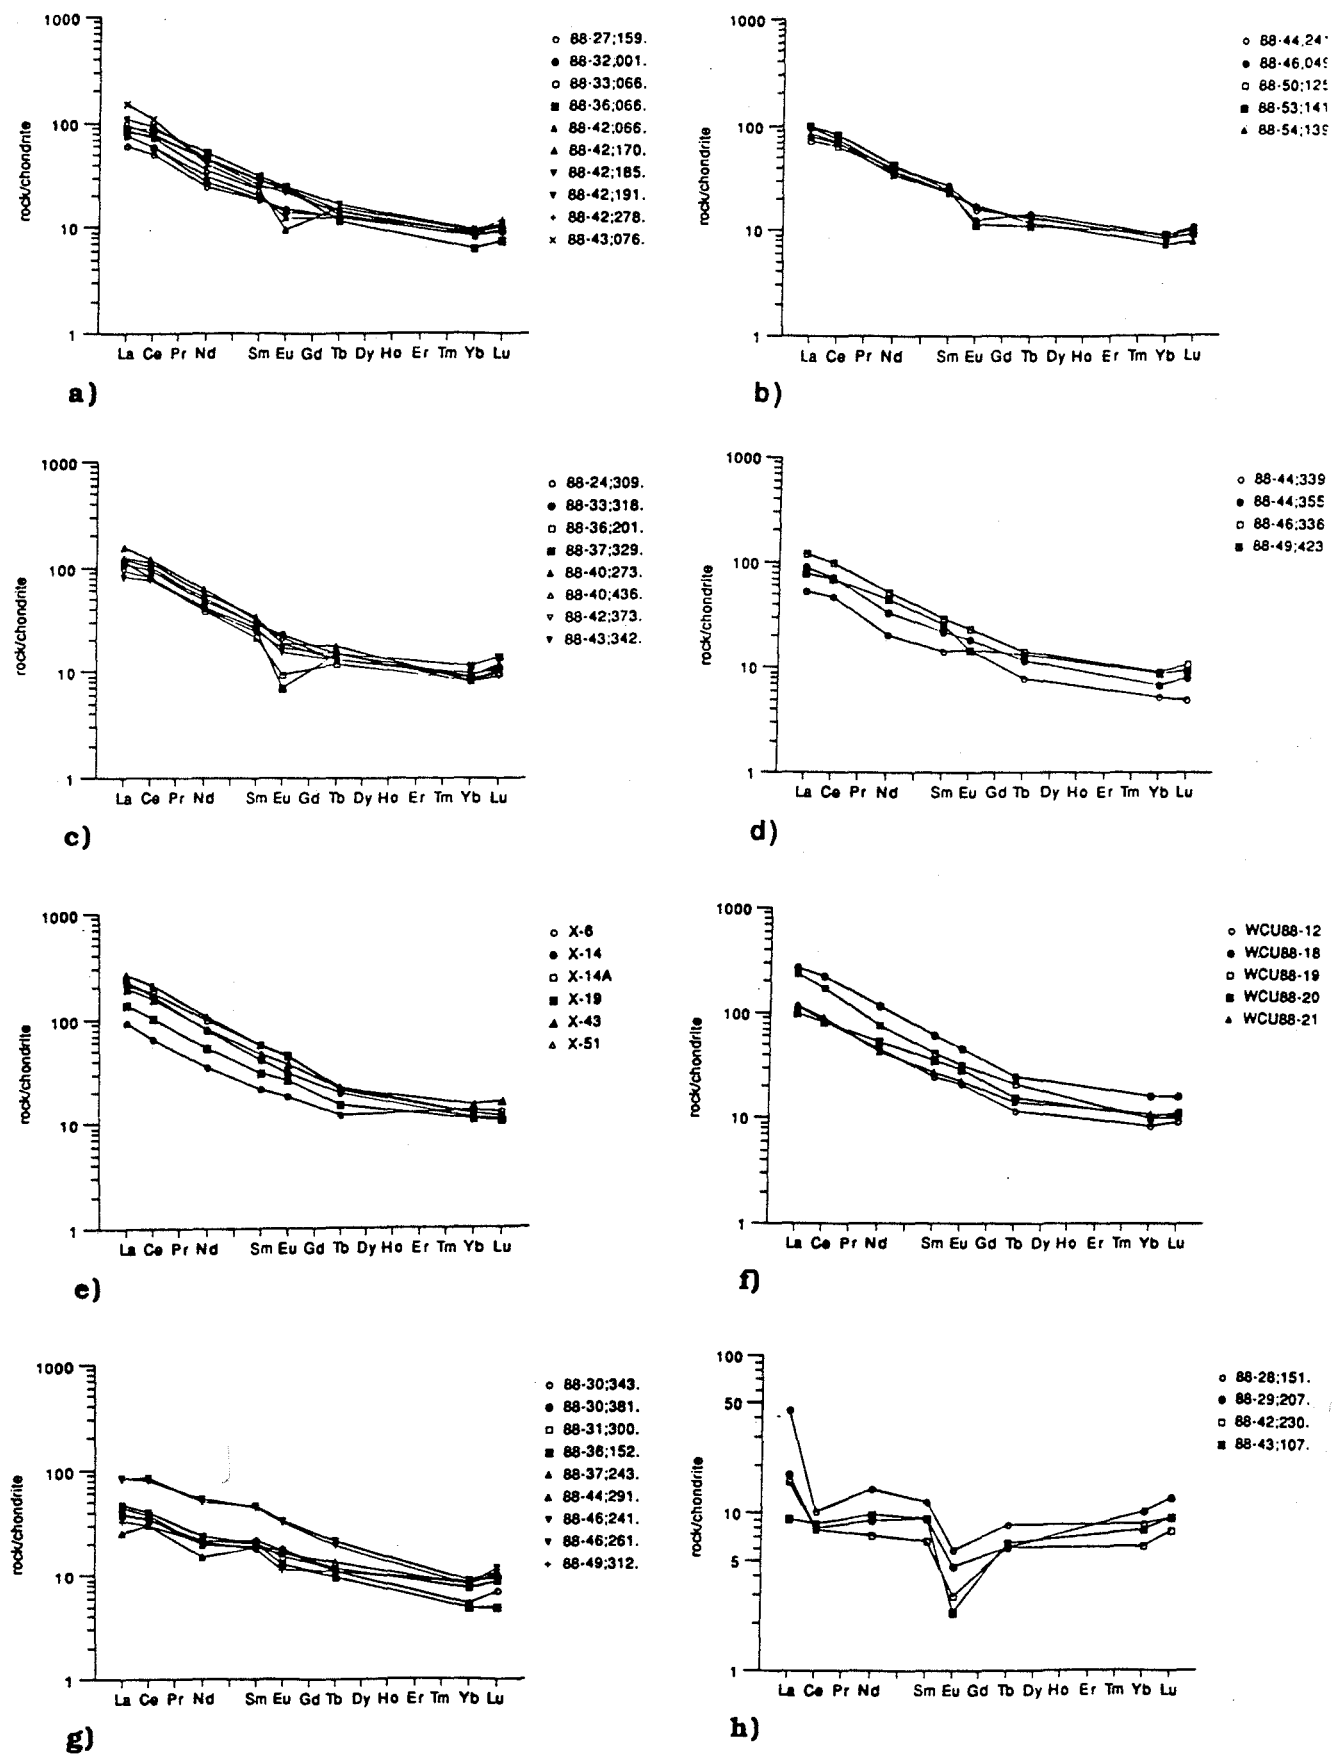 1000
100
10
1
rock/chondrite
La Ce Pr Nd Sm Eu Gd Tb Dy Ho Er Tm Yb Lu
88-27;159.
88-32;001.
88-33;066.
88-36;066.
88-42;066.
88-42;170.
88-42;185.
88-42;191.
88-42;278.
88-43;076.
a)
1000
100
10
1
rock/chondrite
La Ce Pr Nd Sm Eu Gd Tb Dy Ho Er Tm Yb Lu
88-44,24
88-46,049
88-50;125
88-53;141
88-54;139
b)
1000
100
10
1
rock/chondrite
La Ce Pr Nd Sm Eu Gd Tb Dy Ho Er Tm Yb Lu
88-24;309.
88-33;318.
88-36;201.
88-37;329.
88-40;273.
88-40;436.
88-42;373.
88-43;342.
c)
1000
100
10
1
rock/chondrite
La Ce Pr Nd Sm Eu Gd Tb Dy Ho Er Tm Yb Lu
88-44;339
88-44;355
88-46;336
88-49;423
d)
1000
100
10
1
rock/chondrite
La Ce Pr Nd Sm Eu Gd Tb Dy Ho Er Tm Yb Lu
X-6
X-14
X-14A
X-19
X-43
X-51
e)
1000
100
10
1
rock/chondrite
La Ce Pr Nd Sm Eu Gd Tb Dy Ho Er Tm Yb Lu
WCU88-12
WCU88-18
WCU88-19
WCU88-20
WCU88-21
f)
1000
100
10
1
rock/chondrite
La Ce Pr Nd Sm Eu Gd Tb Dy Ho Er Tm Yb Lu
88-30;343.
88-30;381.
88-31;300.
88-36;152.
88-37;243.
88-44;291.
88-46;241.
88-46;261.
88-49;312.
g)
100
50
10
5
1
rock/chondrite
La Ce Pr Nd Sm Eu Gd Tb Dy Ho Er Tm Yb Lu
88-28;151.
88-29;207.
88-42;230.
88-43;107.
h)